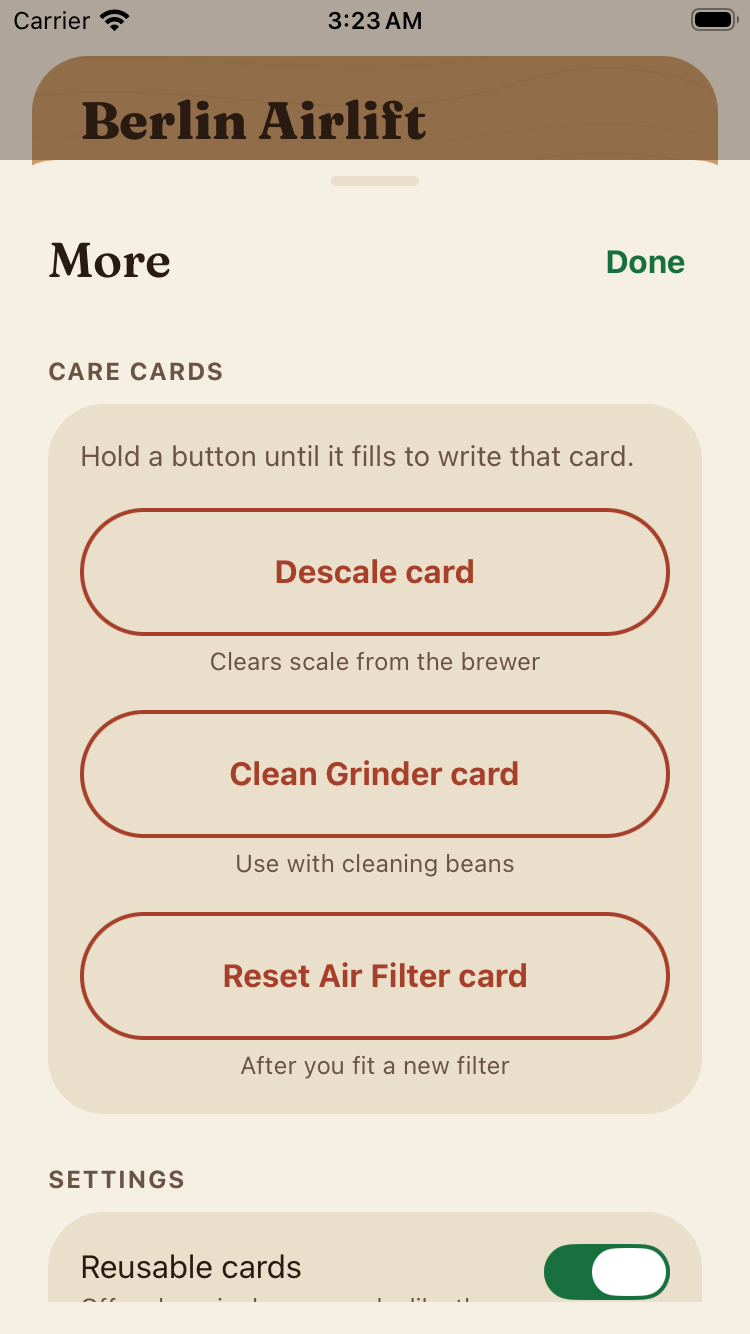 Carrier
3:23 AM
Berlin Airlift
More
Done
CARE CARDS
Hold a button until it fills to write that card.
Descale card
Clears scale from the brewer
Clean Grinder card
Use with cleaning beans
Reset Air Filter card
After you fit a new filter
SETTINGS
Reusable cards